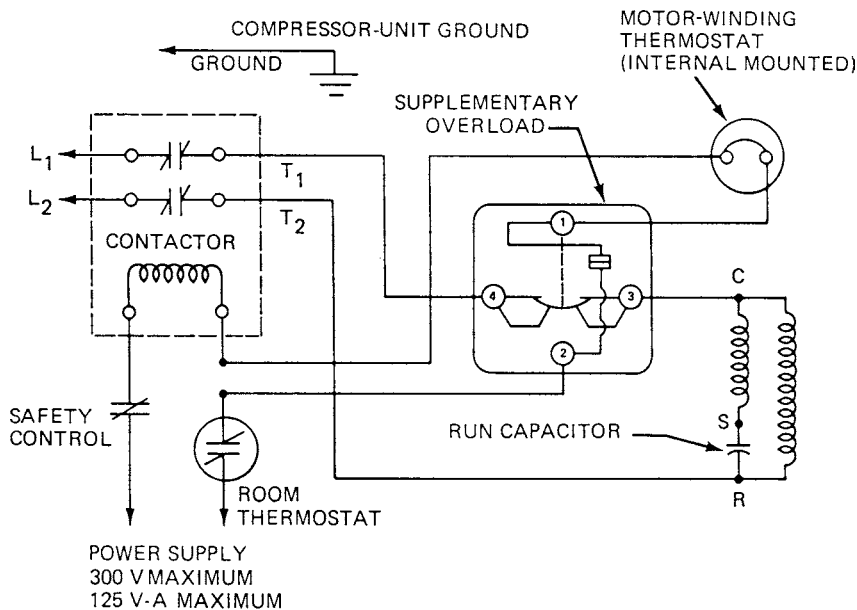 COMPRESSOR-UNIT GROUND
GROUND
MOTOR-WINDING
THERMOSTAT
(INTERNAL MOUNTED)
SUPPLEMENTARY
OVERLOAD
L1
T1
L2
T2
CONTACTOR
1
4
3
2
C
SAFETY
CONTROL
S
RUN CAPACITOR
R
ROOM
THERMOSTAT
POWER SUPPLY
300 V MAXIMUM
125 V-A MAXIMUM